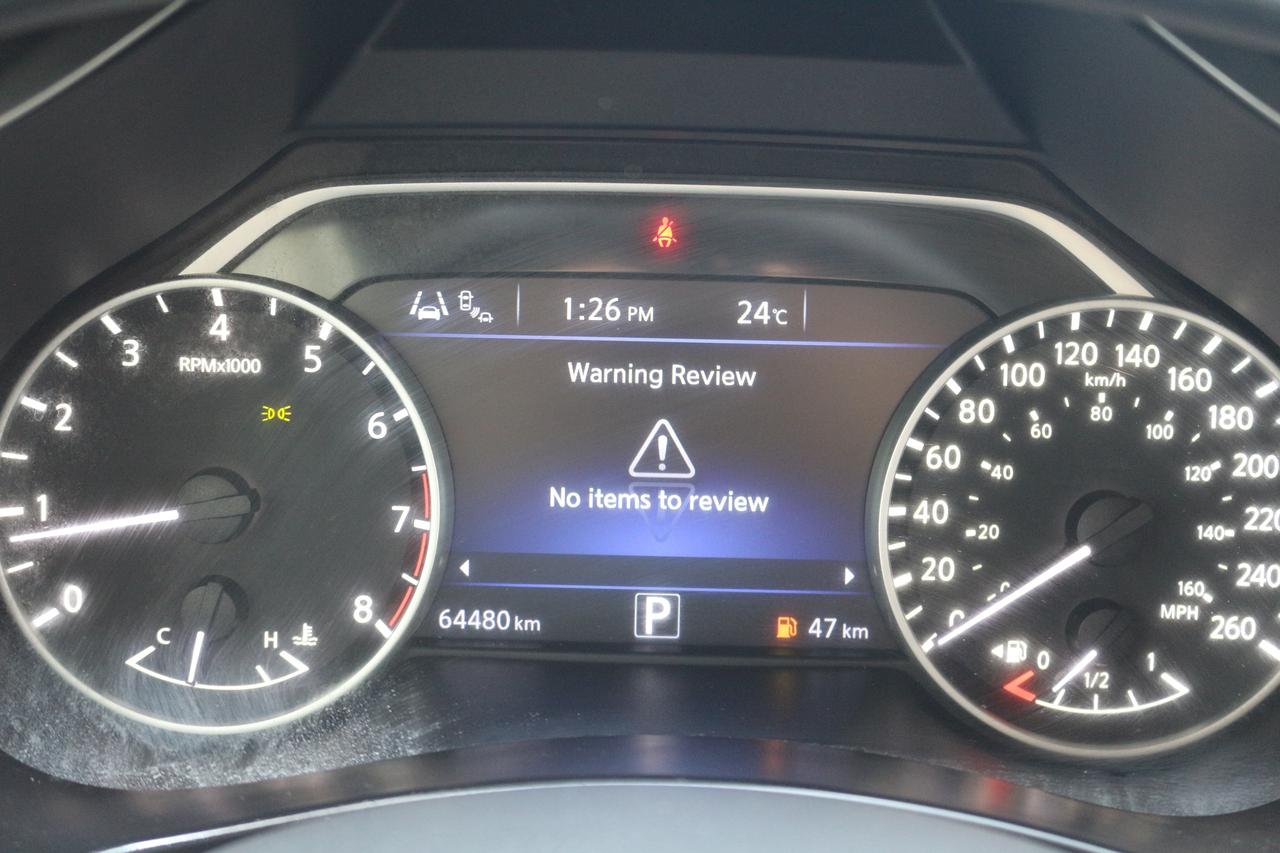 1:26 PM 24°C
Warning Review
No items to review
64480 km P 47 km
0 1 2 3 4 5 6 7 8
RPMx1000
C H
0 20 40 60 80 100 120 140 160 180 200 220 240 260
km/h
0 20 40 60 80 100 120 140 160
MPH
0 1/2 1